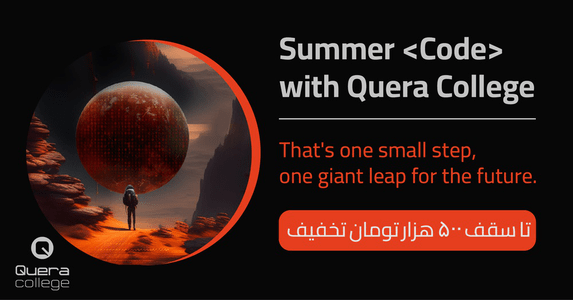 Summer <Code>
with Quera College
That's one small step,
one giant leap for the future.
تا سقف ۵۰۰ هزار تومان تخفیف
Quera
college